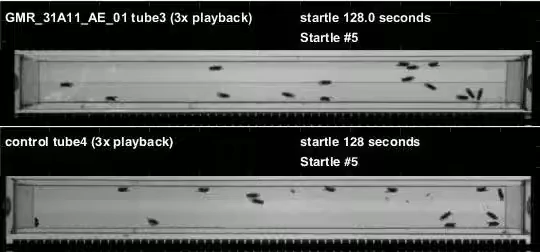 GMR_31A11_AE_01 tube3 (3x playback)
startle 128.0 seconds
Startle #5
control tube4 (3x playback)
startle 128 seconds
Startle #5